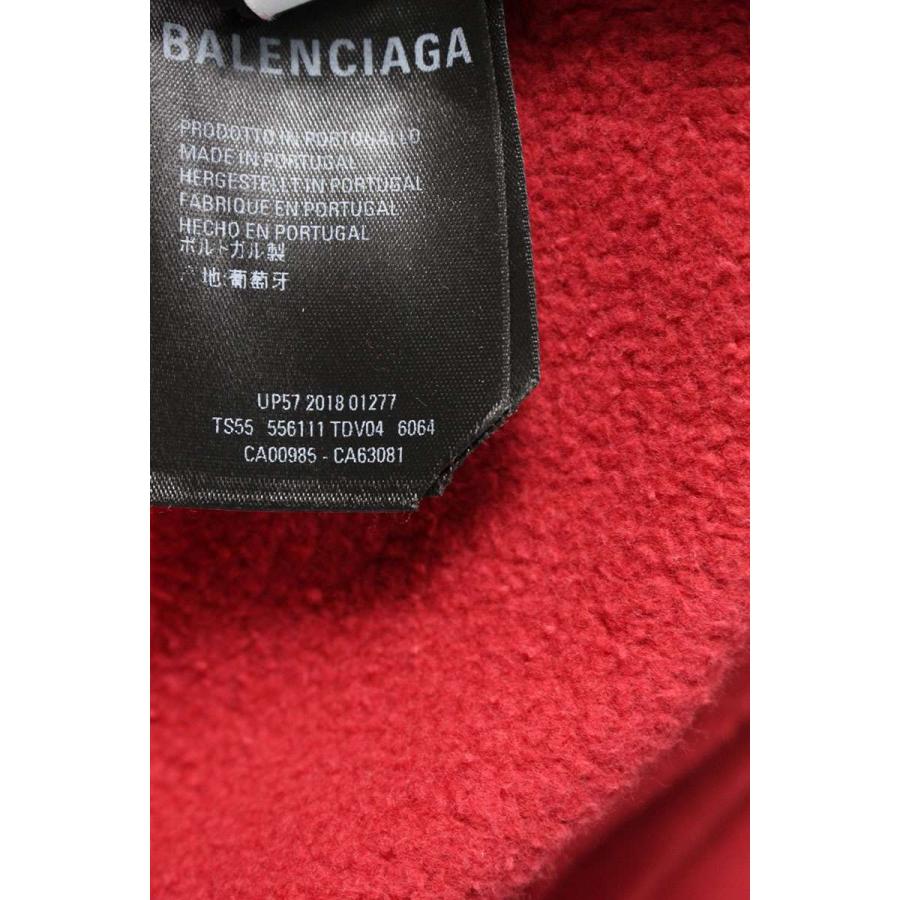 BALENCIAGA
PRODOTTO IN PORTOGALLO
MADE IN PORTUGAL
HERGESTELLT IN PORTUGAL
FABRIQUE EN PORTUGAL
HECHO EN PORTUGAL
ポルトガル製
地:葡萄牙
UP57 2018 01277
TS55 556111 TDV04 6064
CA00985 - CA63081